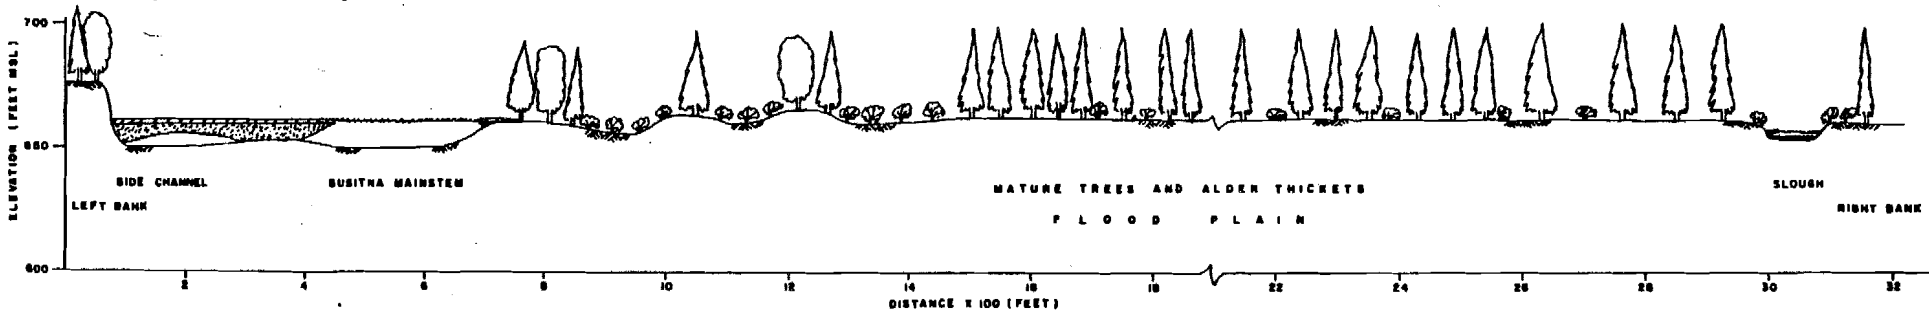 700
650
600
ELEVATION (FEET MSL)
SIDE CHANNEL
SUSITNA MAINSTEM
LEFT BANK
MATURE TREES AND ALDER THICKETS
FLOOD PLAIN
SLOUGH
RIGHT BANK
2 4 6 8 10 12 14 16 18 22 24 26 28 30 32
DISTANCE X 100 (FEET)